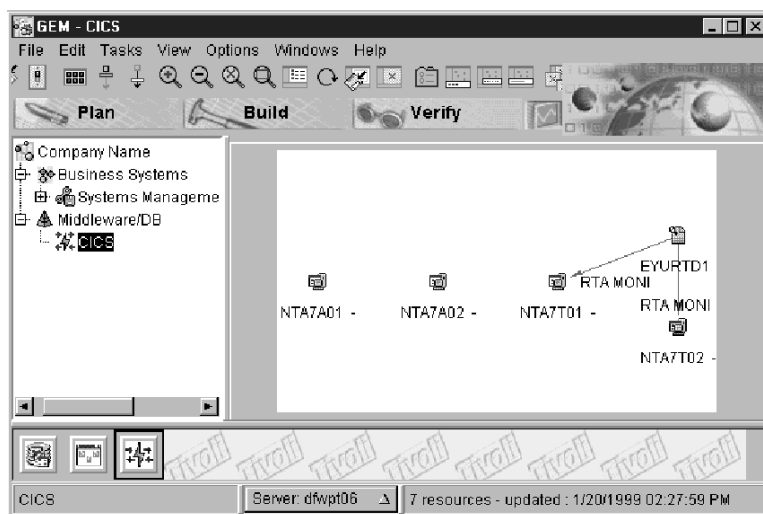 GEM - CICS
File Edit Tasks View Options Windows Help
Plan Build Verify
Company Name
Business Systems
Systems Manageme
Middleware/DB
CICS
EYURTD1
RTA MONI
RTA MONI
NTA7A01 -
NTA7A02 -
NTA7T01 -
NTA7T02 -
Tivoli Tivoli Tivoli Tivoli Tivoli Tivoli Tivoli Tivoli
CICS
Server: dfwpt06
7 resources - updated : 1/20/1999 02:27:59 PM